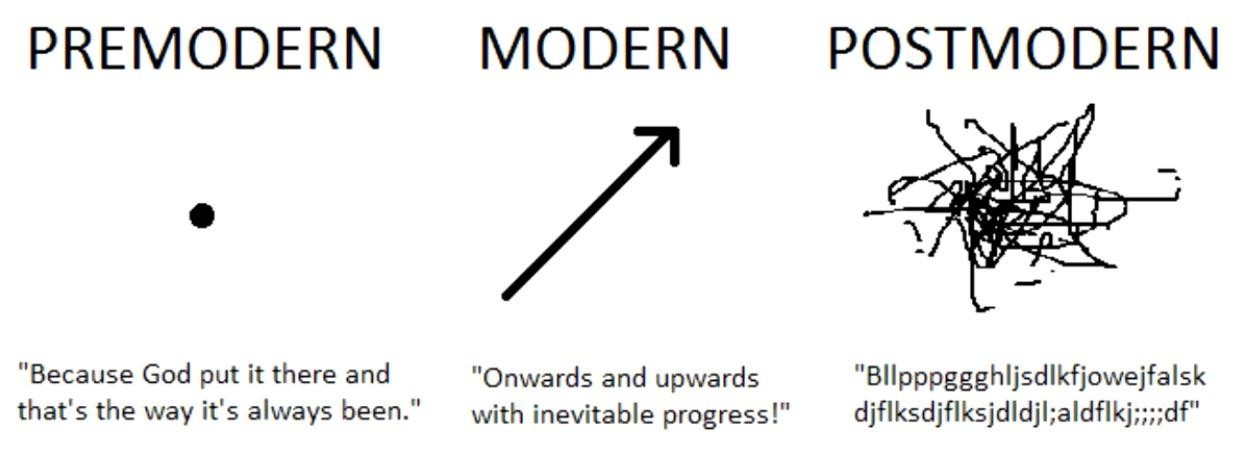 PREMODERN
MODERN
POSTMODERN
"Because God put it there and
that's the way it's always been."
"Onwards and upwards
with inevitable progress!"
"Bllpppggghljsdlkfjowejfalsk
djflksdjflksjdldjl;aldflkj;;;;df"